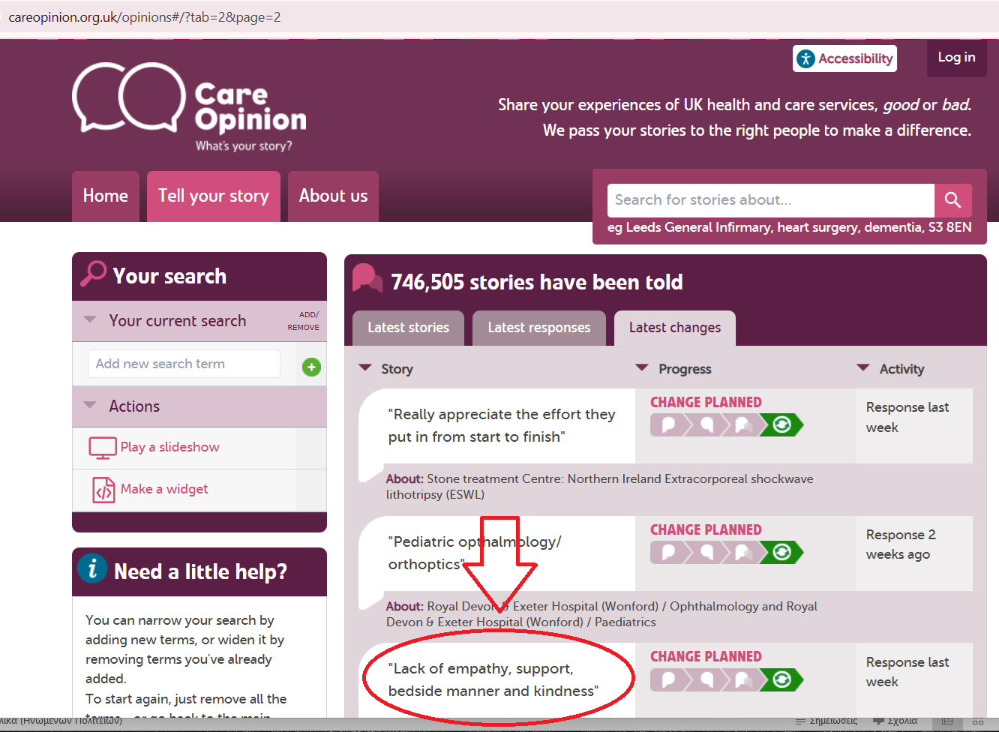 careopinion.org.uk/opinions#/?tab=2&page=2
Accessibility
Log in
Care
Opinion
What's your story?
Share your experiences of UK health and care services, good or bad.
We pass your stories to the right people to make a difference.
Home
Tell your story
About us
Search for stories about...
eg Leeds General Infirmary, heart surgery, dementia, S3 8EN
Your search
Your current search
ADD/
REMOVE
Add new search term
Actions
Play a slideshow
Make a widget
Need a little help?
You can narrow your search by
adding new terms, or widen it by
removing terms you've already
added.
To start again, just remove all the
746,505 stories have been told
Latest stories
Latest responses
Latest changes
Story
Progress
Activity
"Really appreciate the effort they
put in from start to finish"
CHANGE PLANNED
Response last
week
About: Stone treatment Centre: Northern Ireland Extracorporeal shockwave
lithotripsy (ESWL)
"Pediatric opthalmology/
orthoptics"
CHANGE PLANNED
Response 2
weeks ago
About: Royal Devon & Exeter Hospital (Wonford) / Ophthalmology and Royal
Devon & Exeter Hospital (Wonford) / Paediatrics
"Lack of empathy, support,
bedside manner and kindness"
CHANGE PLANNED
Response last
week
(Ηνωμένων Πολιτειών)
Σημειώσεις
Σχόλια